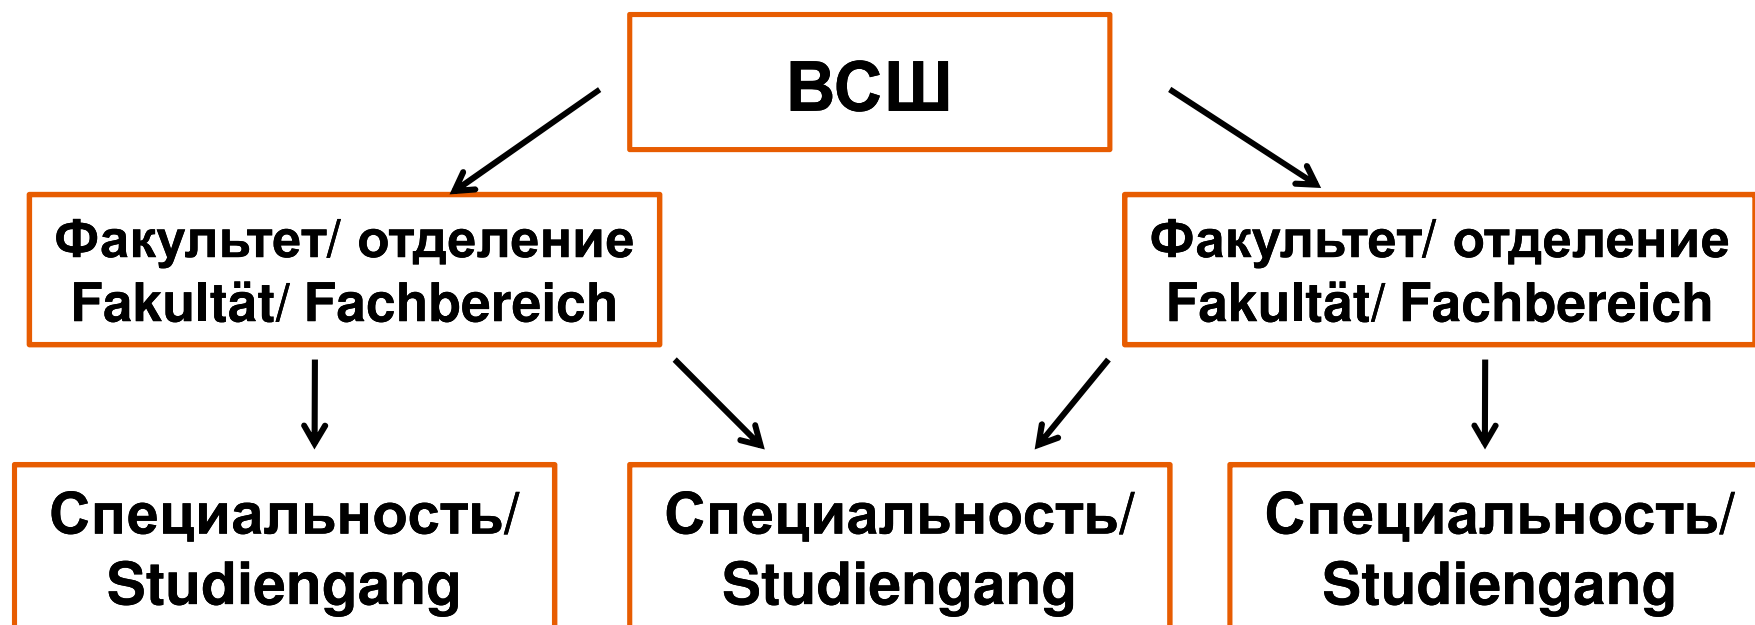 ВСШ
Факультет/ отделение
Fakultät/ Fachbereich
Факультет/ отделение
Fakultät/ Fachbereich
Специальность/
Studiengang
Специальность/
Studiengang
Специальность/
Studiengang